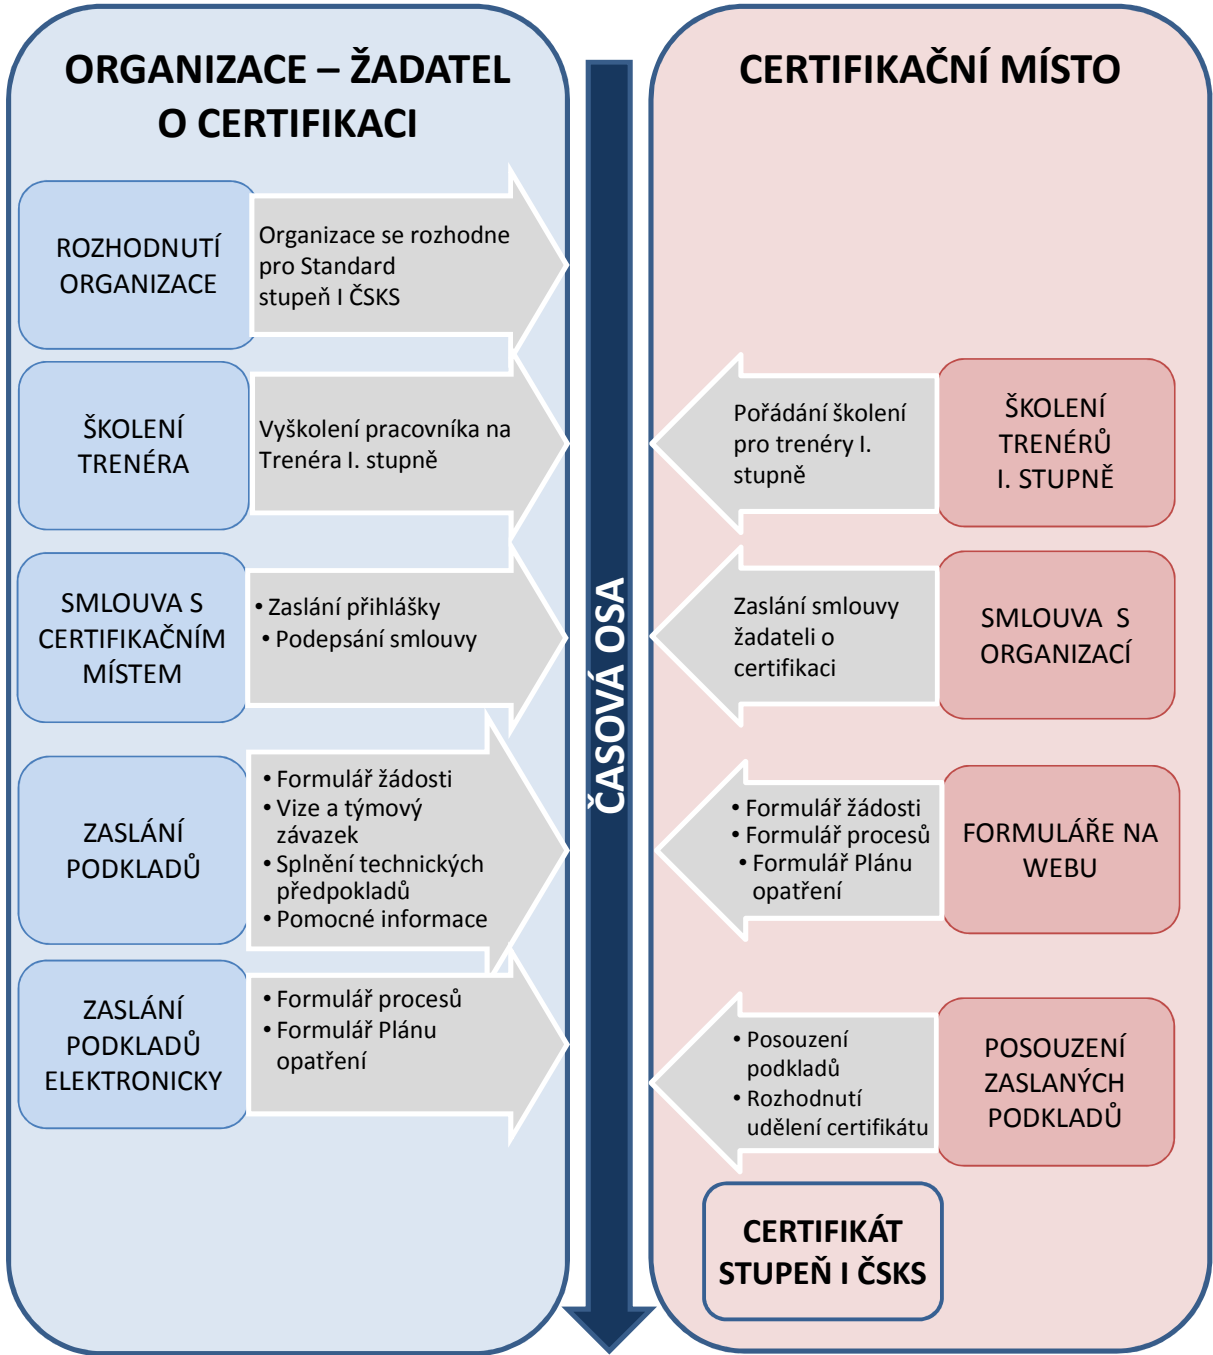 ORGANIZACE – ŽADATEL
O CERTIFIKACI
ROZHODNUTÍ
ORGANIZACE
Organizace se rozhodne
pro Standard
stupeň I ČSKS
ŠKOLENÍ
TRENÉRA
Vyškolení pracovníka na
Trenéra I. stupně
SMLOUVA S
CERTIFIKAČNÍM
MÍSTEM
• Zaslání přihlášky
• Podepsání smlouvy
ZASLÁNÍ
PODKLADŮ
• Formulář žádosti
• Vize a týmový
závazek
• Splnění technických
předpokladů
• Pomocné informace
ZASLÁNÍ
PODKLADŮ
ELEKTRONICKY
• Formulář procesů
• Formulář Plánu
opatření
ČASOVÁ OSA
CERTIFIKAČNÍ MÍSTO
Pořádání školení
pro trenéry I.
stupně
ŠKOLENÍ
TRENÉRŮ
I. STUPNĚ
Zaslání smlouvy
žadateli o
certifikaci
SMLOUVA S
ORGANIZACÍ
• Formulář žádosti
• Formulář procesů
• Formulář Plánu
opatření
FORMULÁŘE NA
WEBU
• Posouzení
podkladů
• Rozhodnutí
udělení certifikátu
POSOUZENÍ
ZASLANÝCH
PODKLADŮ
CERTIFIKÁT
STUPEŇ I ČSKS